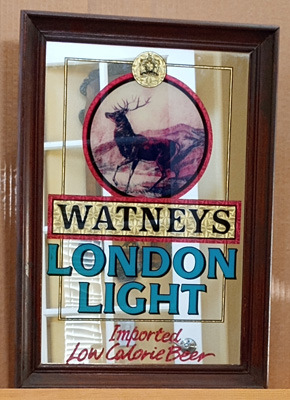 WATNEYS
LONDON
LIGHT
Imported
Low Calorie Beer